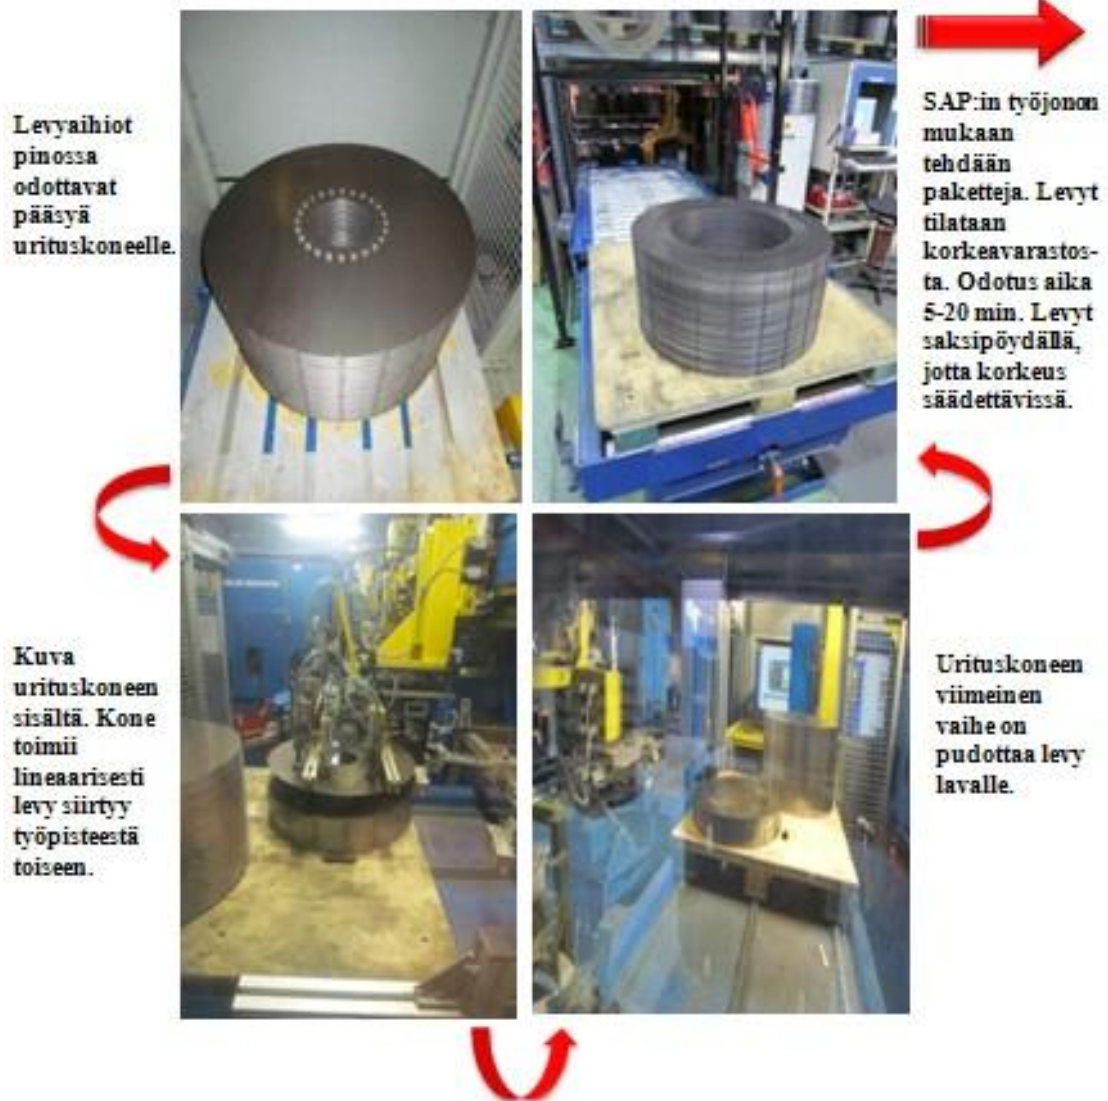 Levyaihiot
pinossa
odottavat
pääsyä
urituskoneelle.
Kuva
urituskoneen
sisältä. Kone
toimii
lineaarisesti
levy siirtyy
työpisteestä
toiseen.
Urituskoneen
viimeinen
vaihe on
pudottaa levy
lavalle.
SAP:in työjonon
mukaan
tehdään
paketteja. Levyt
tilataan
korkeavarastos-
ta. Odotus aika
5-20 min. Levyt
saksipöydällä,
jotta korkeus
säädettävissä.